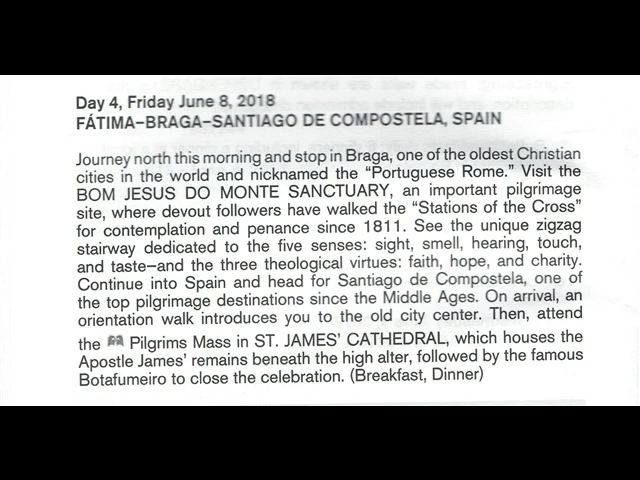 Day 4, Friday June 8, 2018
FÁTIMA–BRAGA–SANTIAGO DE COMPOSTELA, SPAIN
Journey north this morning and stop in Braga, one of the oldest Christian
cities in the world and nicknamed the “Portuguese Rome.” Visit the
BOM JESUS DO MONTE SANCTUARY, an important pilgrimage
site, where devout followers have walked the “Stations of the Cross”
for contemplation and penance since 1811. See the unique zigzag
stairway dedicated to the five senses: sight, smell, hearing, touch,
and taste–and the three theological virtues: faith, hope, and charity.
Continue into Spain and head for Santiago de Compostela, one of
the top pilgrimage destinations since the Middle Ages. On arrival, an
orientation walk introduces you to the old city center. Then, attend
the Pilgrims Mass in ST. JAMES’ CATHEDRAL, which houses the
Apostle James’ remains beneath the high alter, followed by the famous
Botafumeiro to close the celebration. (Breakfast, Dinner)